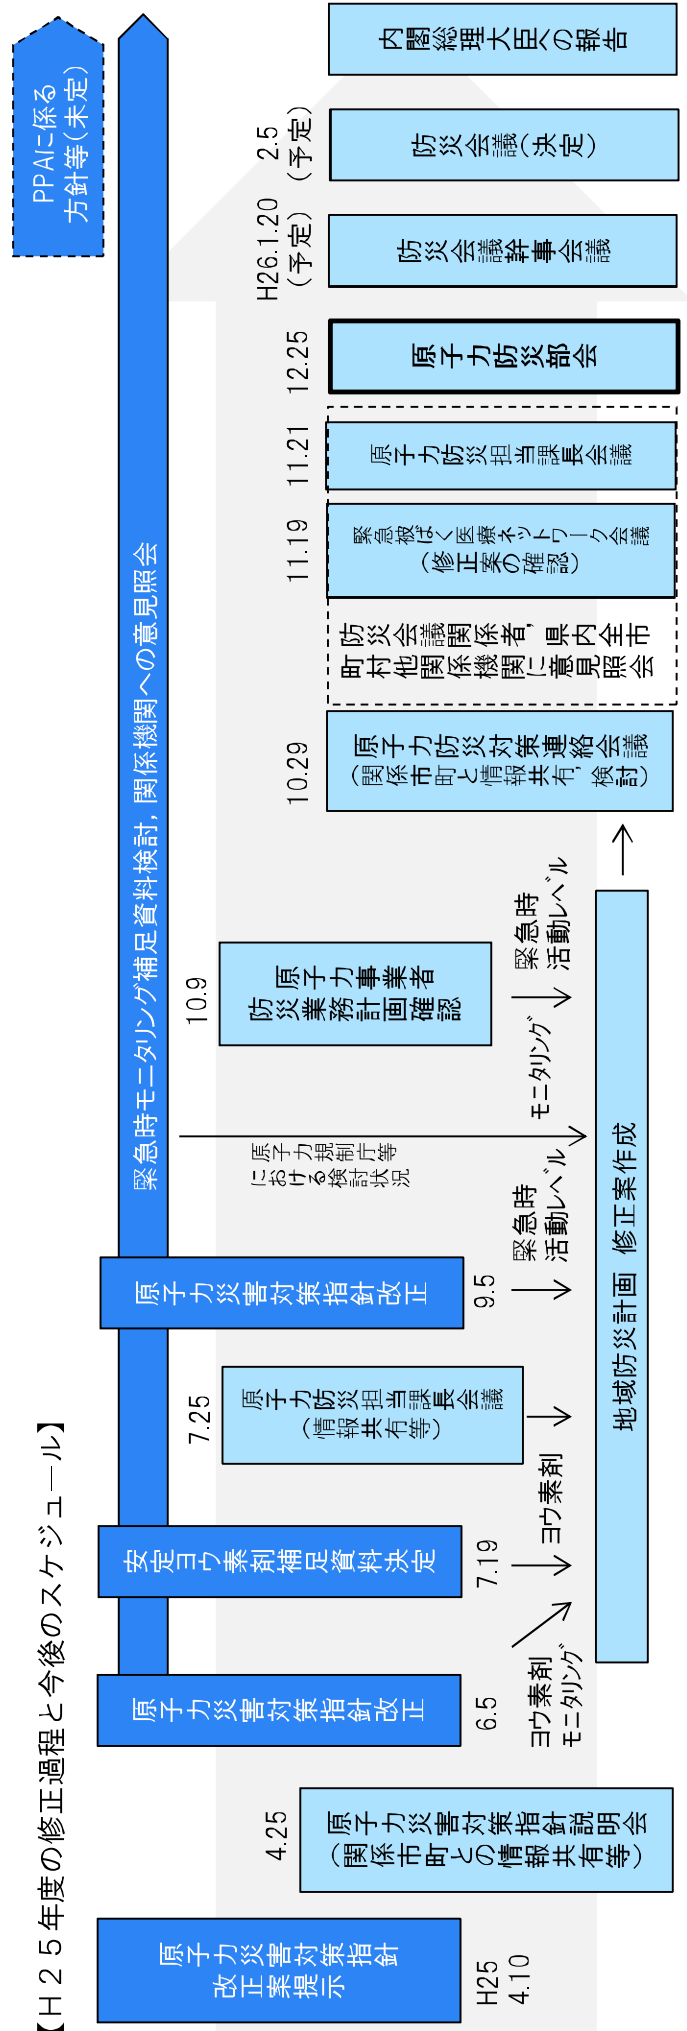 【Ｈ２５年度の修正過程と今後のスケジュール】
原子力災害対策指針
改正案提示
H25
4.10
4.25
原子力災害対策指針説明会
（関係市町との情報共有等）
原子力災害対策指針改正
6.5
ヨウ素剤
モニタリング
安定ヨウ素剤補足資料決定
7.19
ヨウ素剤
7.25
原子力防災担当課長会議
（情報共有等）
原子力災害対策指針改正
9.5
緊急時
活動レベル
緊急時モニタリング補足資料検討，関係機関への意見照会
原子力規制庁等
における検討状況
モニタリング
10.9
原子力事業者
防災業務計画確認
緊急時
活動レベル
地域防災計画　修正案作成
10.29
原子力防災対策連絡会議
（関係市町と情報共有，検討）
防災会議関係者，県内全市
町村他関係機関に意見照会
11.19
緊急被ばく医療ネットワーク会議
（修正案の確認）
11.21
原子力防災担当課長会議
12.25
原子力防災部会
H26.1.20
（予定）
防災会議幹事会議
2.5
（予定）
防災会議（決定）
内閣総理大臣への報告
PPAに係る
方針等（未定）